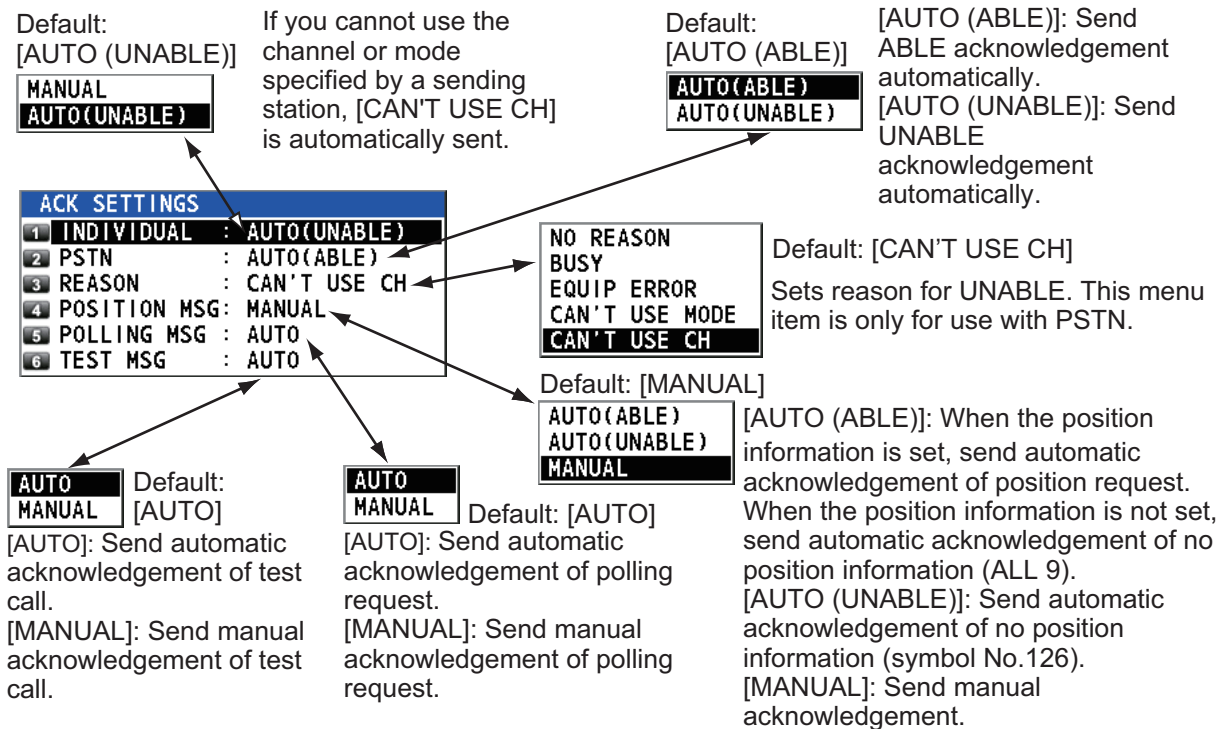 Default:
[AUTO (UNABLE)]
MANUAL
AUTO(UNABLE)
If you cannot use the
channel or mode
specified by a sending
station, [CAN'T USE CH]
is automatically sent.
Default:
[AUTO (ABLE)]
AUTO(ABLE)
AUTO(UNABLE)
[AUTO (ABLE)]: Send
ABLE acknowledgement
automatically.
[AUTO (UNABLE)]: Send
UNABLE
acknowledgement
automatically.
ACK SETTINGS
1 INDIVIDUAL : AUTO(UNABLE)
2 PSTN : AUTO(ABLE)
3 REASON : CAN'T USE CH
4 POSITION MSG: MANUAL
5 POLLING MSG : AUTO
6 TEST MSG : AUTO
NO REASON
BUSY
EQUIP ERROR
CAN'T USE MODE
CAN'T USE CH
Default: [CAN'T USE CH]
Sets reason for UNABLE. This menu
item is only for use with PSTN.
Default: [MANUAL]
AUTO(ABLE)
AUTO(UNABLE)
MANUAL
[AUTO (ABLE)]: When the position
information is set, send automatic
acknowledgement of position request.
When the position information is not set,
send automatic acknowledgement of no
position information (ALL 9).
[AUTO (UNABLE)]: Send automatic
acknowledgement of no position
information (symbol No.126).
[MANUAL]: Send manual
acknowledgement.
AUTO
MANUAL
Default:
[AUTO]
[AUTO]: Send automatic
acknowledgement of test
call.
[MANUAL]: Send manual
acknowledgement of test
call.
AUTO
MANUAL
Default: [AUTO]
[AUTO]: Send automatic
acknowledgement of polling
request.
[MANUAL]: Send manual
acknowledgement of polling
request.